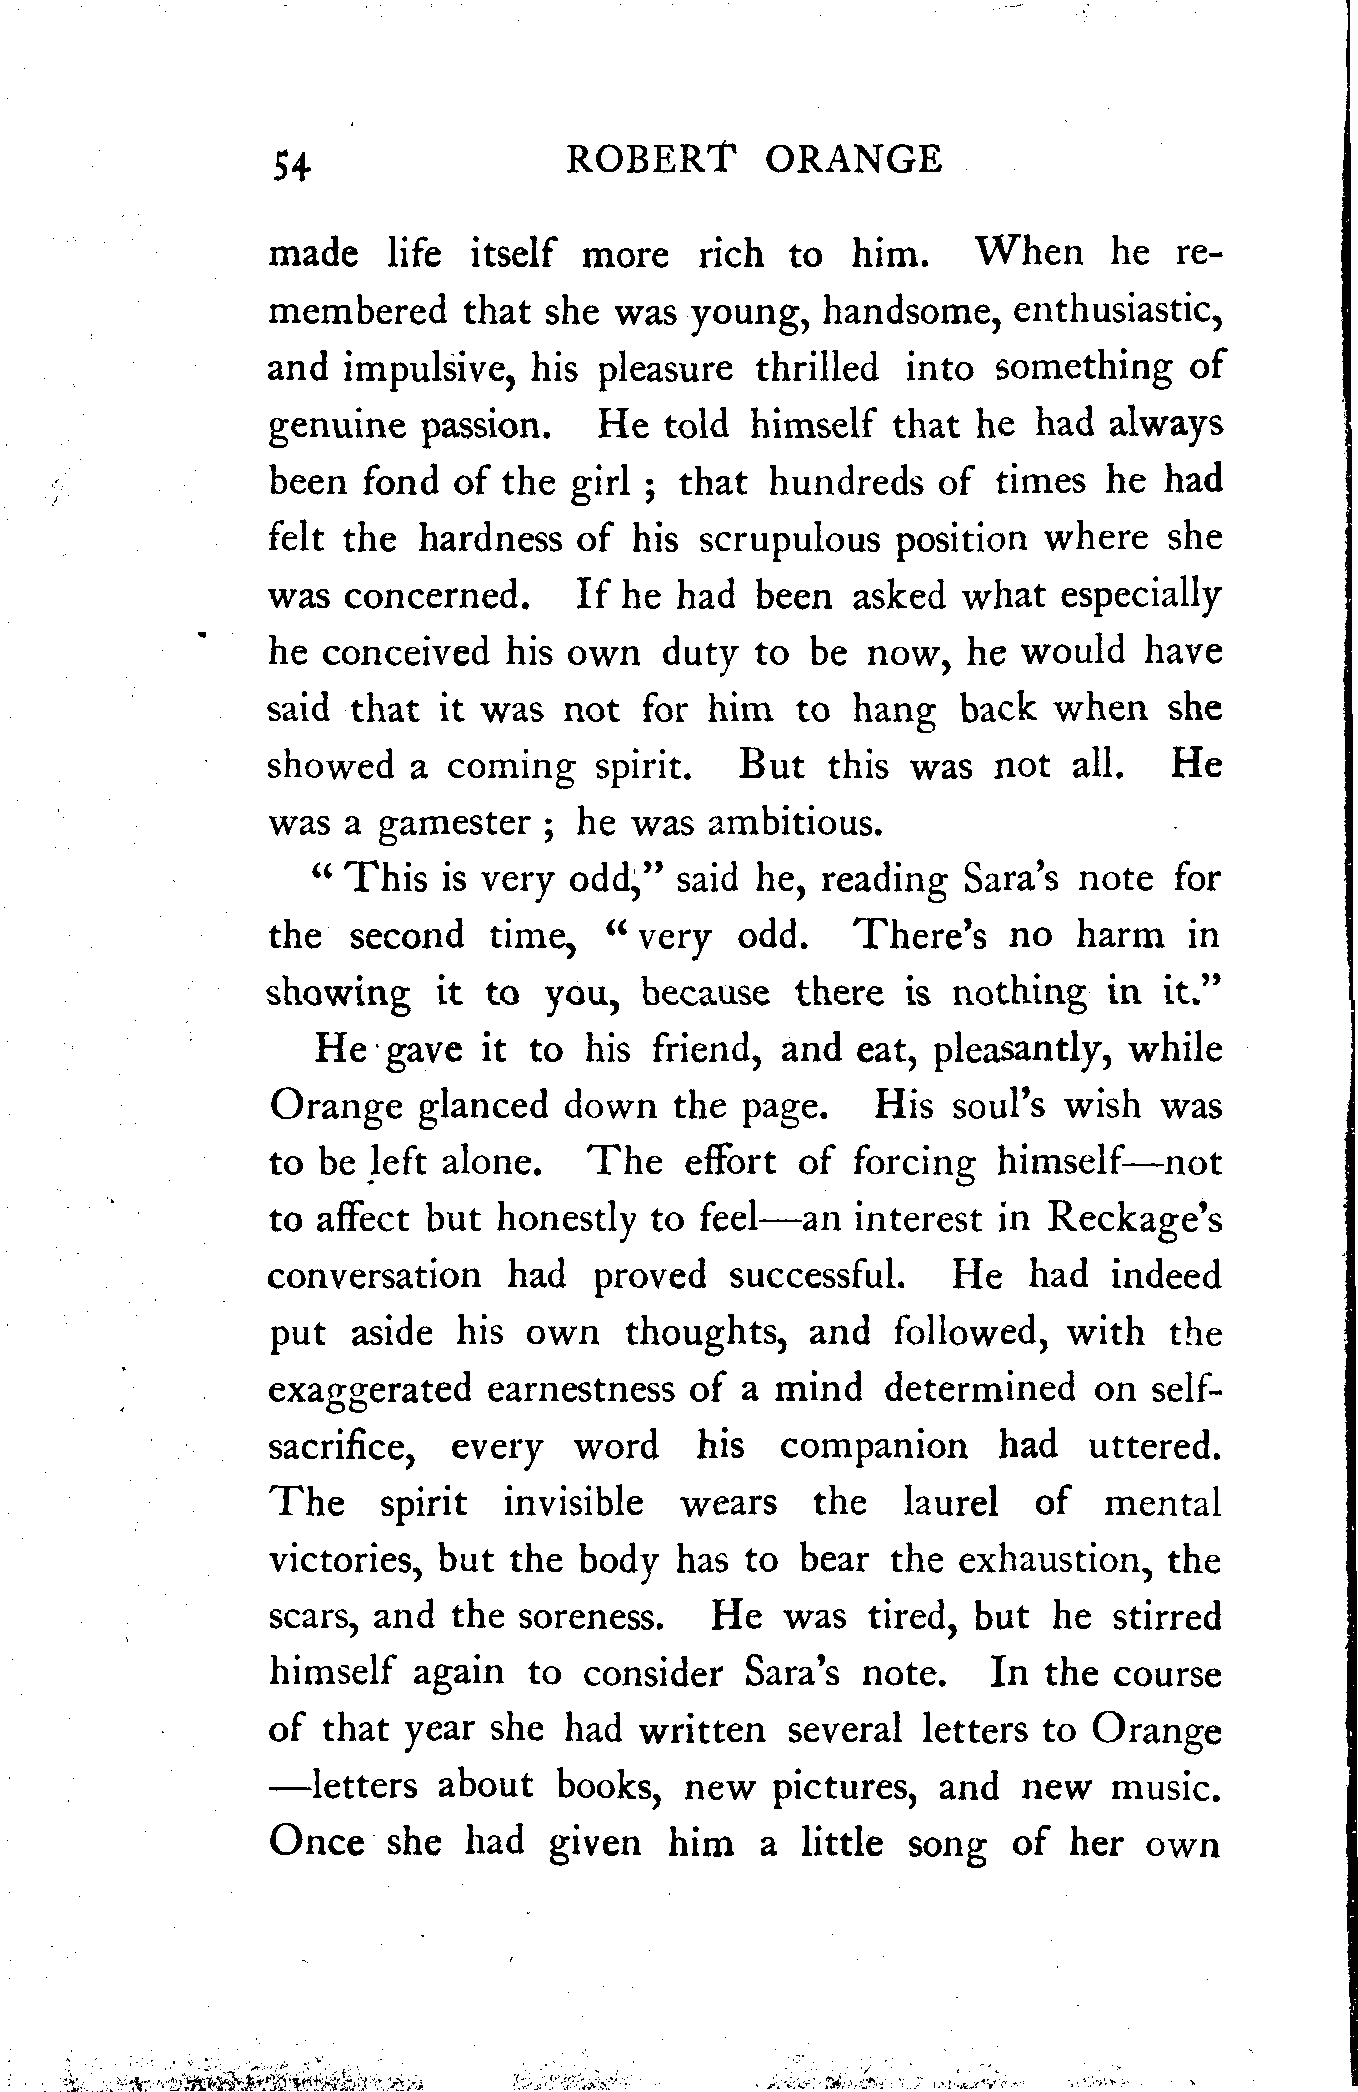 54 ROBERT ORANGE
made life itself more rich to him. When he re-
membered that she was young, handsome, enthusiastic,
and impulsive, his pleasure thrilled into something of
genuine passion. He told himself that he had always
been fond of the girl ; that hundreds of times he had
felt the hardness of his scrupulous position where she
was concerned. If he had been asked what especially
he conceived his own duty to be now, he would have
said that it was not for him to hang back when she
showed a coming spirit. But this was not all. He
was a gamester ; he was ambitious.
“ This is very odd,” said he, reading Sara’s note for
the second time, “ very odd. There’s no harm in
showing it to you, because there is nothing in it.”
He gave it to his friend, and eat, pleasantly, while
Orange glanced down the page. His soul’s wish was
to be left alone. The effort of forcing himself—not
to affect but honestly to feel—an interest in Reckage’s
conversation had proved successful. He had indeed
put aside his own thoughts, and followed, with the
exaggerated earnestness of a mind determined on self-
sacrifice, every word his companion had uttered.
The spirit invisible wears the laurel of mental
victories, but the body has to bear the exhaustion, the
scars, and the soreness. He was tired, but he stirred
himself again to consider Sara’s note. In the course
of that year she had written several letters to Orange
—letters about books, new pictures, and new music.
Once she had given him a little song of her own